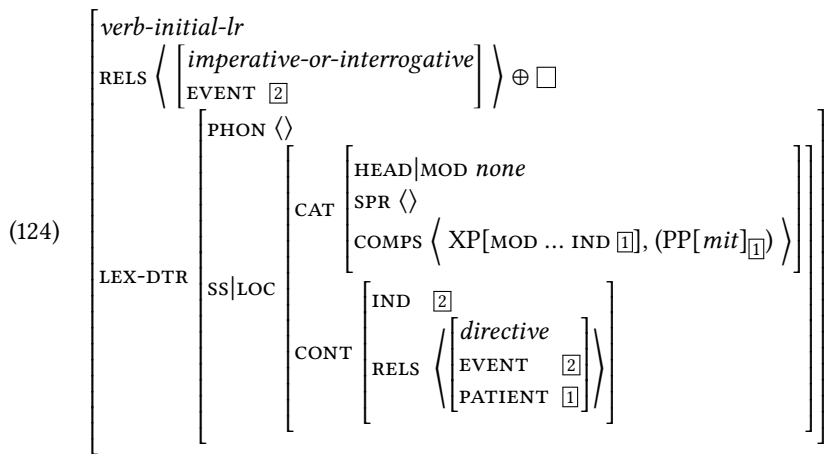 verb-initial-lr
RELS ⟨ [imperative-or-interrogative
EVENT [2]] ⟩ ⊕ □
PHON ⟨⟩
HEAD|MOD none
CAT SPR ⟨⟩
COMPS ⟨ XP[MOD … IND [1]], (PP[mit][1]) ⟩
(124)
LEX-DTR SS|LOC
IND [2]
directive
CONT RELS ⟨ EVENT [2] ⟩
PATIENT [1]